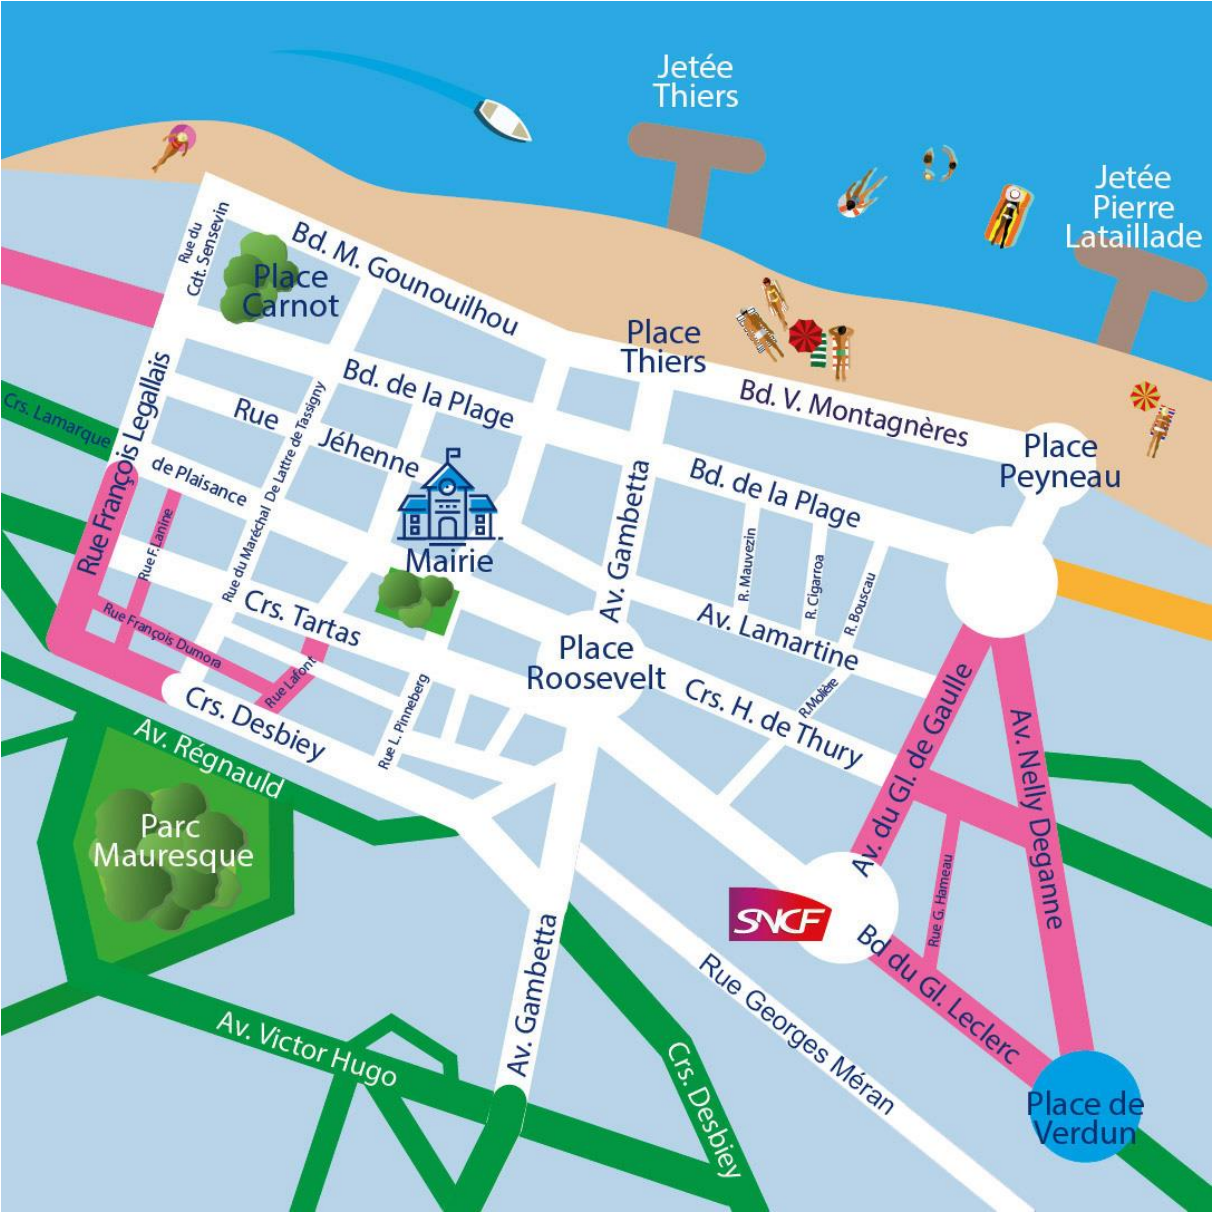 Jetée
Thiers
Jetée
Pierre
Lataillade
Rue du
Cdt. Sensevin
Bd. M. Gounouilhou
Place
Carnot
Place
Thiers
Bd. V. Montagnères
Place
Peyneau
Crs. Lamarque
Rue François Legallais
Bd. de la Plage
Rue Jéhenne
Rue du Maréchal De Lattre de Tassigny
de Plaisance
Rue F. Lanine
Mairie
Av. Gambetta
Bd. de la Plage
R. Mauvezin
R. Cigarroa
R. Bouscau
Av. Lamartine
Crs. Tartas
Rue François Dumora
Rue Lafont
Place
Roosevelt
Crs. H. de Thury
R.Molière
Rue L. Pinneberg
Crs. Desbiey
Av. Régnauld
Parc
Mauresque
Av. du Gl. de Gaulle
Av. Nelly Deganne
Rue G. Hameau
SNCF
Bd du Gl. Leclerc
Av. Gambetta
Rue Georges Méran
Av. Victor Hugo
Crs. Desbiey
Place de
Verdun